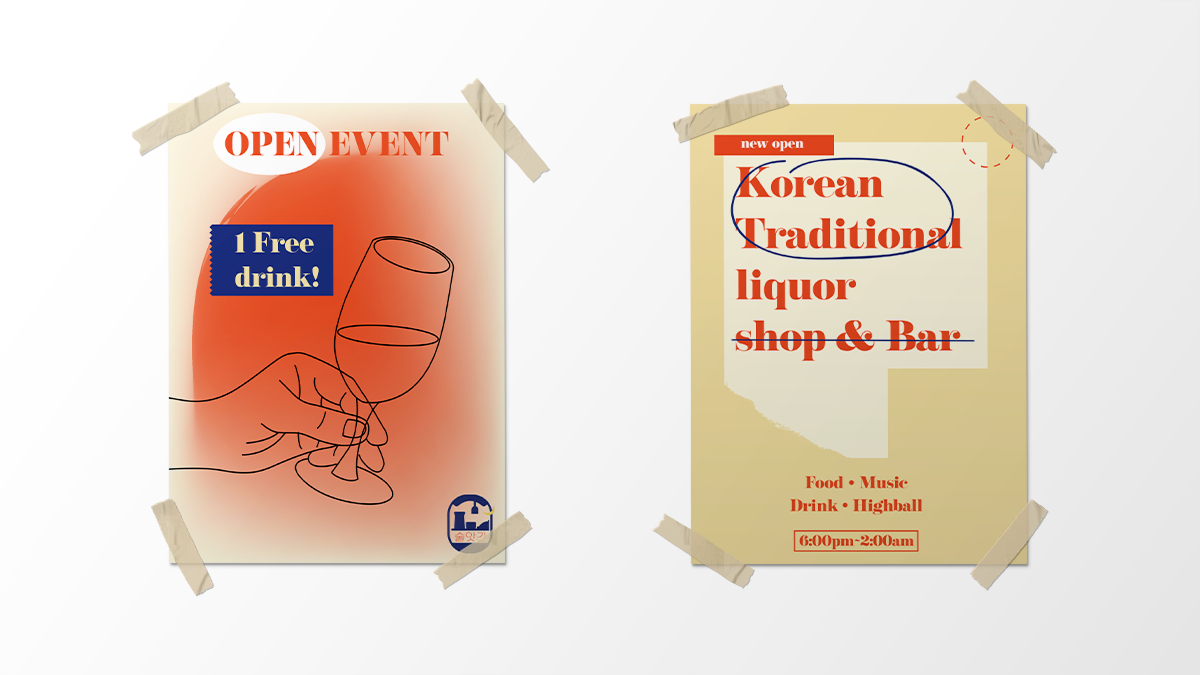 OPEN EVENT
1 Free
drink!
new open
Korean
Traditional
liquor
shop & Bar
Food • Music
Drink • Highball
6:00pm~2:00am